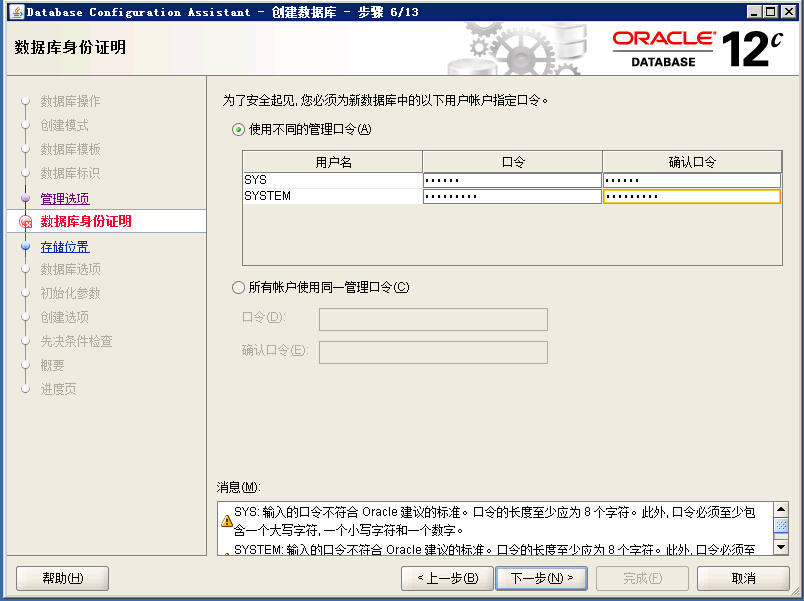 Database Configuration Assistant - 创建数据库 - 步骤 6/13
数据库身份证明
ORACLE
DATABASE
12c
数据库操作
创建模式
数据库模板
数据库标识
管理选项
数据库身份证明
存储位置
数据库选项
初始化参数
创建选项
先决条件检查
概要
进度页
为了安全起见, 您必须为新数据库中的以下用户帐户指定口令。
使用不同的管理口令(A)
用户名 口令 确认口令
SYS •••••• ••••••
SYSTEM ••••••••• •••••••••
所有帐户使用同一管理口令(C)
口令(D):
确认口令(E):
消息(M):
SYS: 输入的口令不符合 Oracle 建议的标准。口令的长度至少应为 8 个字符。此外, 口令必须至少包
含一个大写字符, 一个小写字符和一个数字。
SYSTEM: 输入的口令不符合 Oracle 建议的标准。口令的长度至少应为 8 个字符。此外, 口令必须至
帮助(H)
< 上一步(B)
下一步(N) >
完成(F)
取消